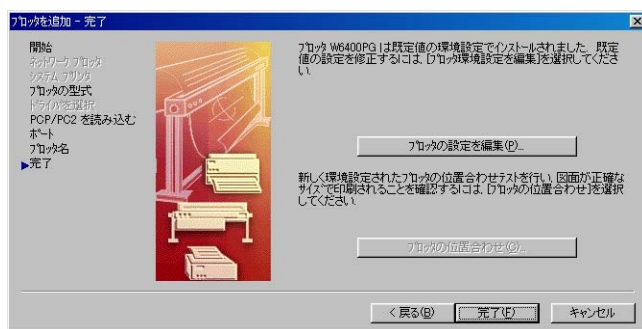 ﾌﾟﾛｯﾀを追加 - 完了
開始
ﾈｯﾄﾜｰｸ ﾌﾟﾛｯﾀ
ｼｽﾃﾑ ﾌﾟﾘﾝﾀ
ﾌﾟﾛｯﾀの型式
ﾄﾞﾗｲﾊﾞを選択
PCP/PC2 を読み込む
ﾎﾟｰﾄ
ﾌﾟﾛｯﾀ名
完了
ﾌﾟﾛｯﾀ W6400PG は既定値の環境設定でｲﾝｽﾄｰﾙされました. 既定
値の設定を修正するには, [ﾌﾟﾛｯﾀ環境設定を編集]を選択してくださ
い.
ﾌﾟﾛｯﾀの設定を編集(P)...
新しく環境設定されたﾌﾟﾛｯﾀの位置合わせﾃｽﾄを行い, 図面が正確な
ｻｲｽﾞで印刷されることを確認するには, [ﾌﾟﾛｯﾀの位置合わせ]を選択
してください.
ﾌﾟﾛｯﾀの位置合わせ(C)...
< 戻る(B)
完了(F)
キャンセル